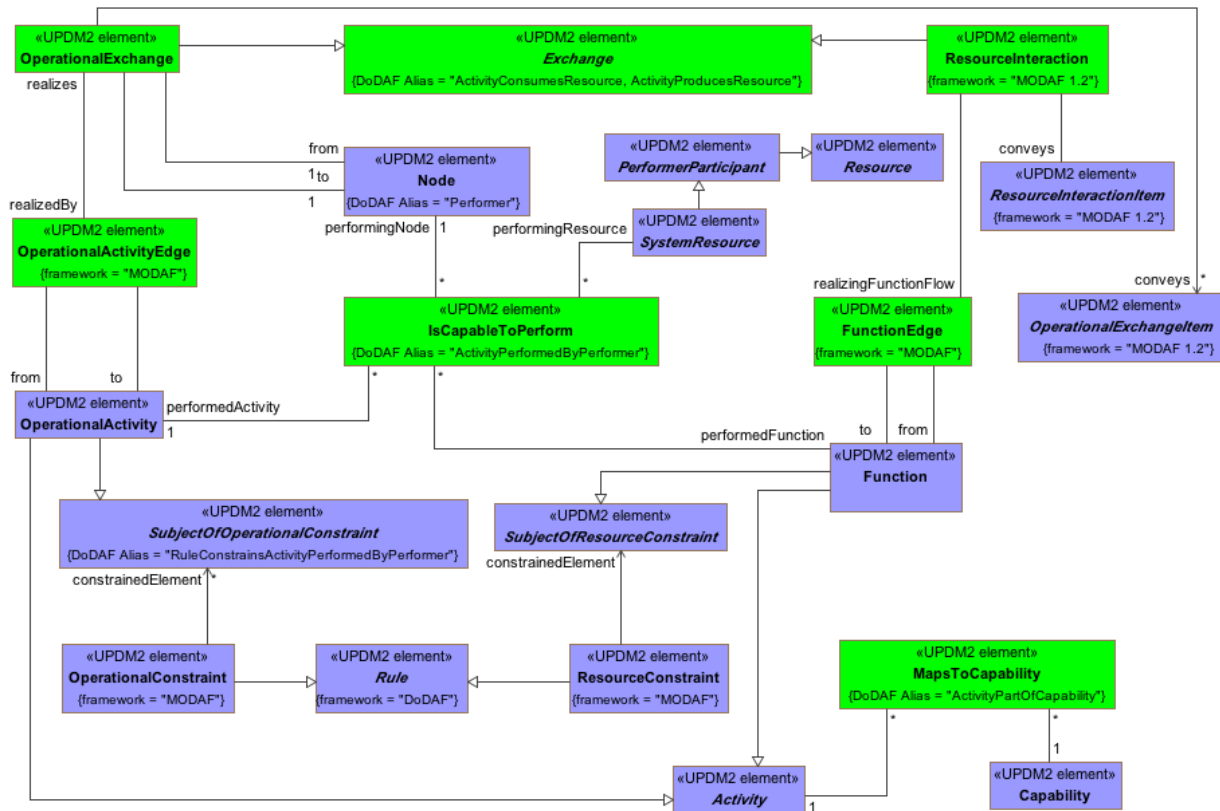 «UPDM2 element»
OperationalExchange
«UPDM2 element»
Exchange
{DoDAF Alias = "ActivityConsumesResource, ActivityProducesResource"}
«UPDM2 element»
ResourceInteraction
{framework = "MODAF 1.2"}
realizes
from
1
to
1
«UPDM2 element»
Node
{DoDAF Alias = "Performer"}
«UPDM2 element»
PerformerParticipant
«UPDM2 element»
Resource
conveys
«UPDM2 element»
ResourceInteractionItem
{framework = "MODAF 1.2"}
realizedBy
«UPDM2 element»
OperationalActivityEdge
{framework = "MODAF"}
performingNode
1
performingResource
«UPDM2 element»
SystemResource
*
*
conveys
*
realizingFunctionFlow
«UPDM2 element»
IsCapableToPerform
{DoDAF Alias = "ActivityPerformedByPerformer"}
«UPDM2 element»
FunctionEdge
{framework = "MODAF"}
«UPDM2 element»
OperationalExchangeItem
{framework = "MODAF 1.2"}
from
to
*
*
«UPDM2 element»
OperationalActivity
performedActivity
1
performedFunction
to
from
«UPDM2 element»
Function
«UPDM2 element»
SubjectOfOperationalConstraint
{DoDAF Alias = "RuleConstrainsActivityPerformedByPerformer"}
«UPDM2 element»
SubjectOfResourceConstraint
constrainedElement
*
constrainedElement
«UPDM2 element»
OperationalConstraint
{framework = "MODAF"}
«UPDM2 element»
Rule
{framework = "DoDAF"}
«UPDM2 element»
ResourceConstraint
{framework = "MODAF"}
«UPDM2 element»
MapsToCapability
{DoDAF Alias = "ActivityPartOfCapability"}
*
*
1
«UPDM2 element»
Activity
1
«UPDM2 element»
Capability